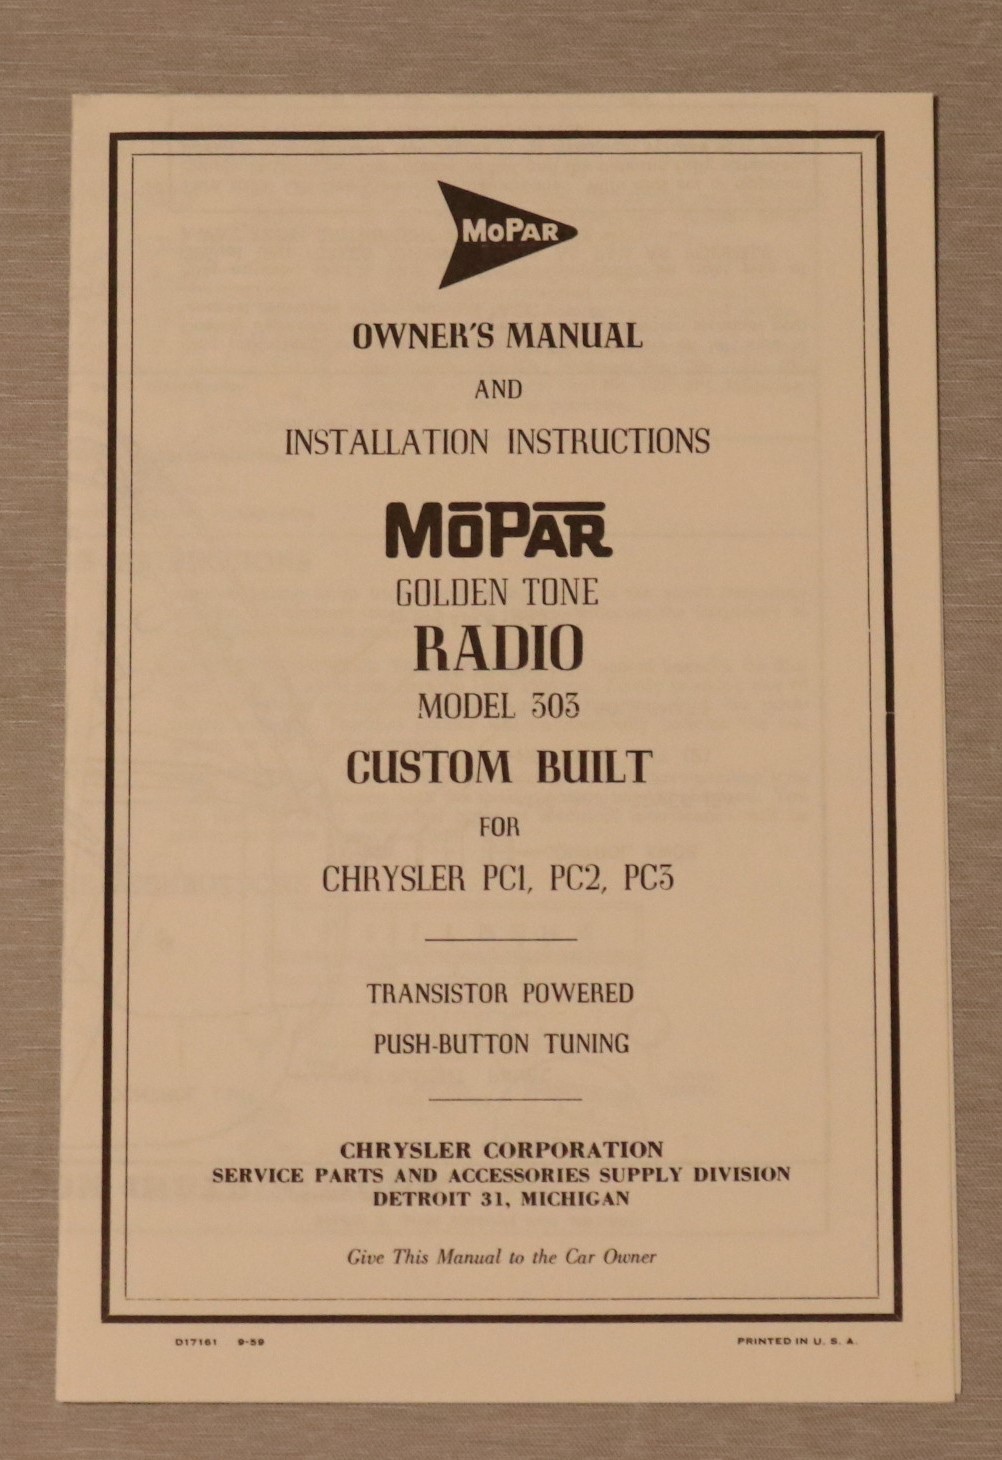 MOPAR
OWNER'S MANUAL
AND
INSTALLATION INSTRUCTIONS
MOPAR
GOLDEN TONE
RADIO
MODEL 303
CUSTOM BUILT
FOR
CHRYSLER PC1, PC2, PC3
TRANSISTOR POWERED
PUSH-BUTTON TUNING
CHRYSLER CORPORATION
SERVICE PARTS AND ACCESSORIES SUPPLY DIVISION
DETROIT 31, MICHIGAN
Give This Manual to the Car Owner
D17161 9-59
PRINTED IN U. S. A.